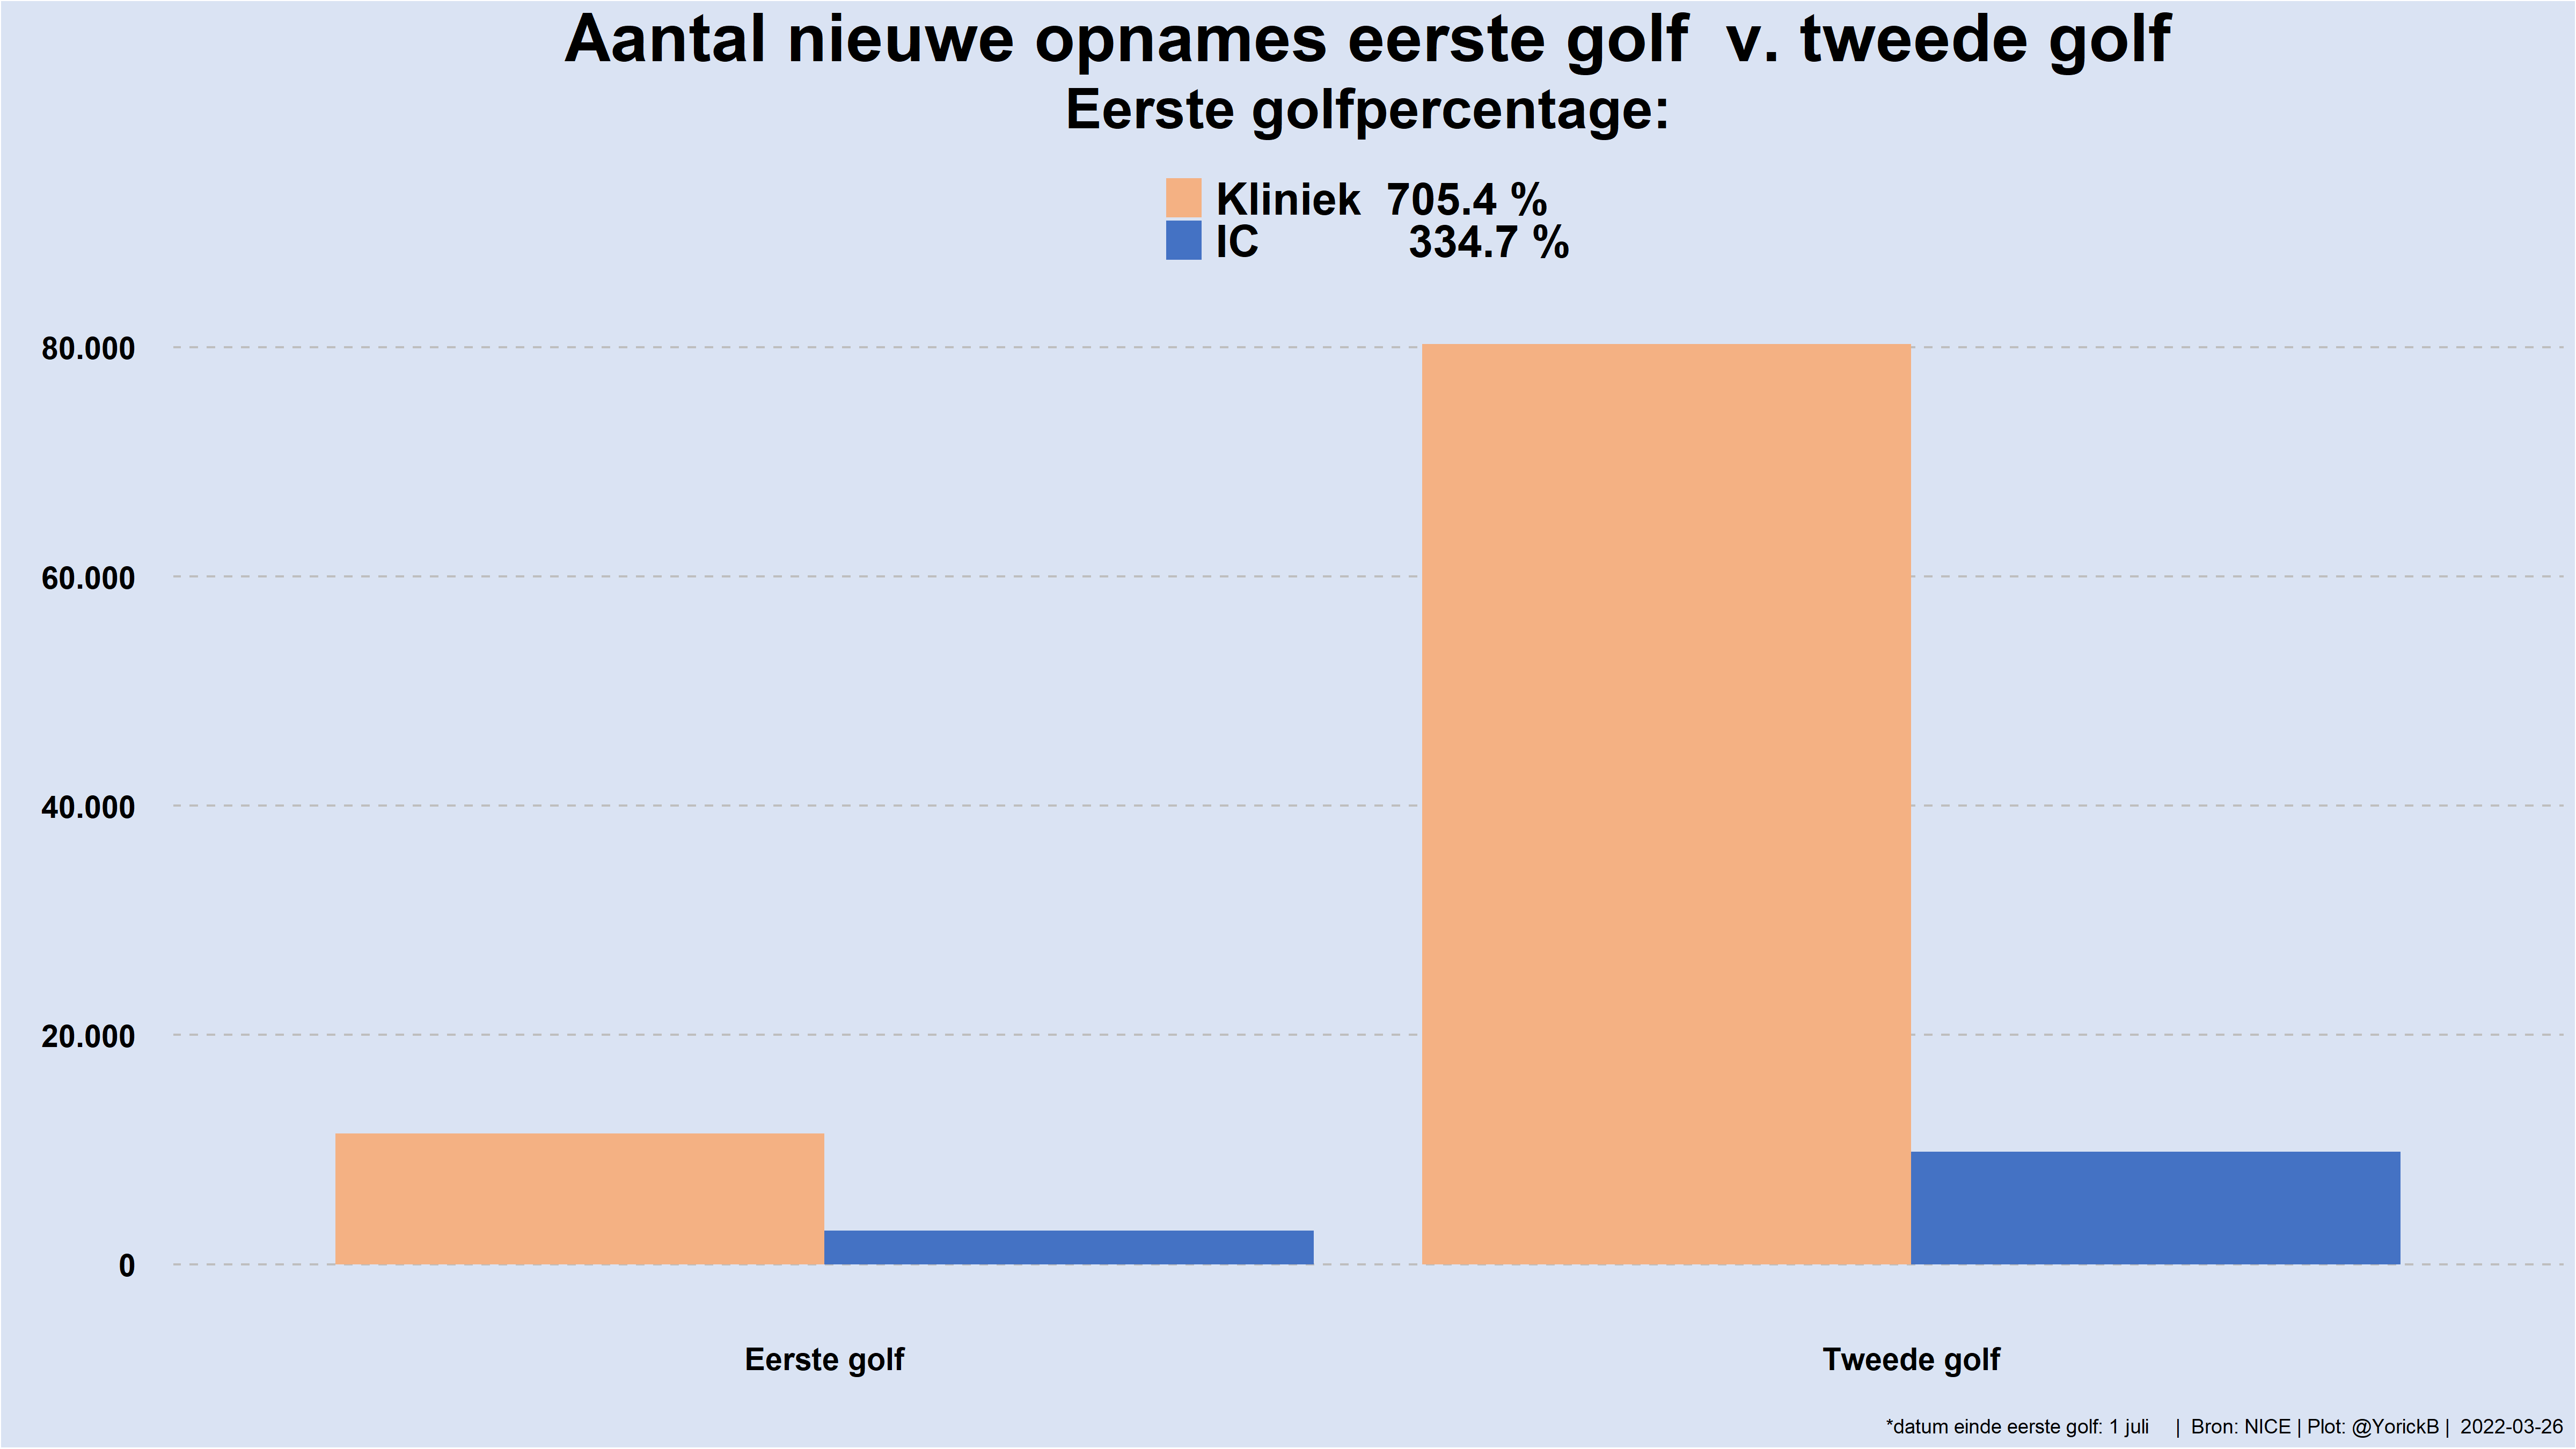 Aantal nieuwe opnames eerste golf  v. tweede golf
Eerste golfpercentage:
Kliniek  705.4 %
IC  334.7 %
80.000
60.000
40.000
20.000
0
Eerste golf
Tweede golf
*datum einde eerste golf: 1 juli  |  Bron: NICE | Plot: @YorickB |  2022-03-26